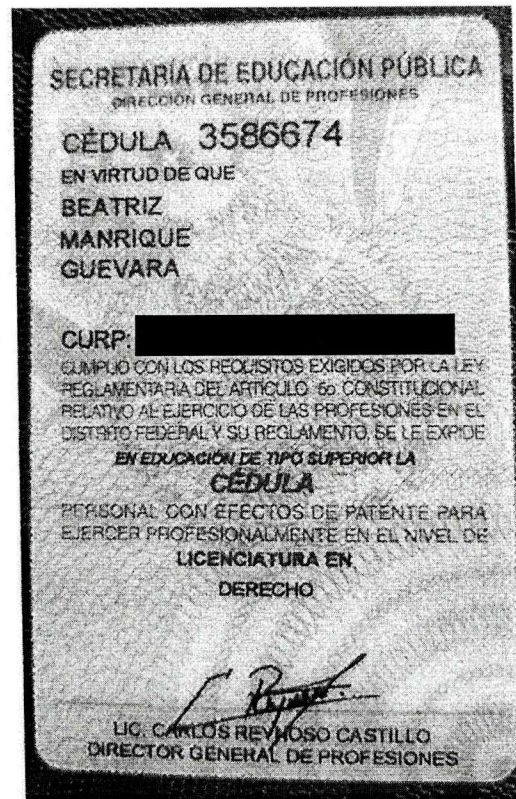 SECRETARÍA DE EDUCACIÓN PÚBLICA
DIRECCIÓN GENERAL DE PROFESIONES
CÉDULA 3586674
EN VIRTUD DE QUE
BEATRIZ
MANRIQUE
GUEVARA
CURP:
CUMPLIO CON LOS REQUISITOS EXIGIDOS POR LA LEY
REGLAMENTARIA DEL ARTÍCULO 5o CONSTITUCIONAL
RELATIVO AL EJERCICIO DE LAS PROFESIONES EN EL
DISTRITO FEDERAL Y SU REGLAMENTO, SE LE EXPIDE
EN EDUCACIÓN DE TIPO SUPERIOR LA
CÉDULA
PERSONAL CON EFECTOS DE PATENTE PARA
EJERCER PROFESIONALMENTE EN EL NIVEL DE
LICENCIATURA EN
DERECHO
LIC. CARLOS REYNOSO CASTILLO
DIRECTOR GENERAL DE PROFESIONES